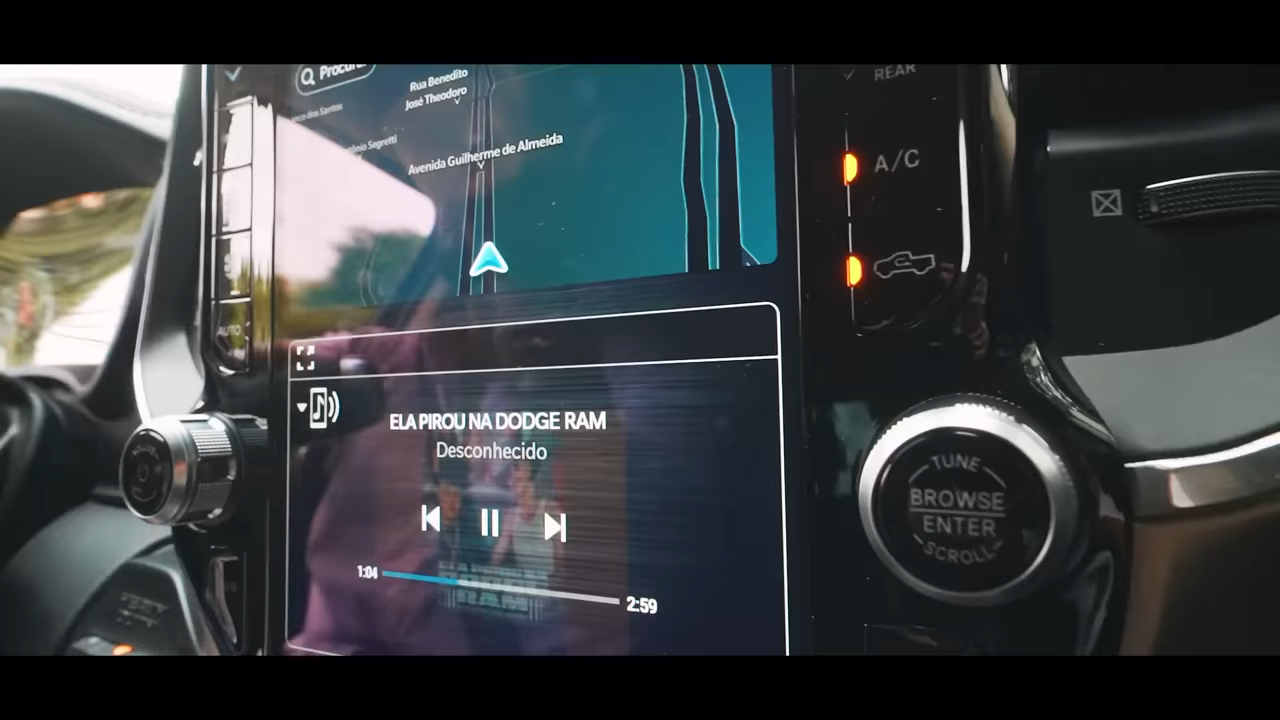 Procura
Rua Benedito
José Theodoro
Avenida Guilherme de Almeida
REAR
A/C
AUTO
ELA PIROU NA DODGE RAM
Desconhecido
1:04
2:59
TUNE
BROWSE
ENTER
SCROLL